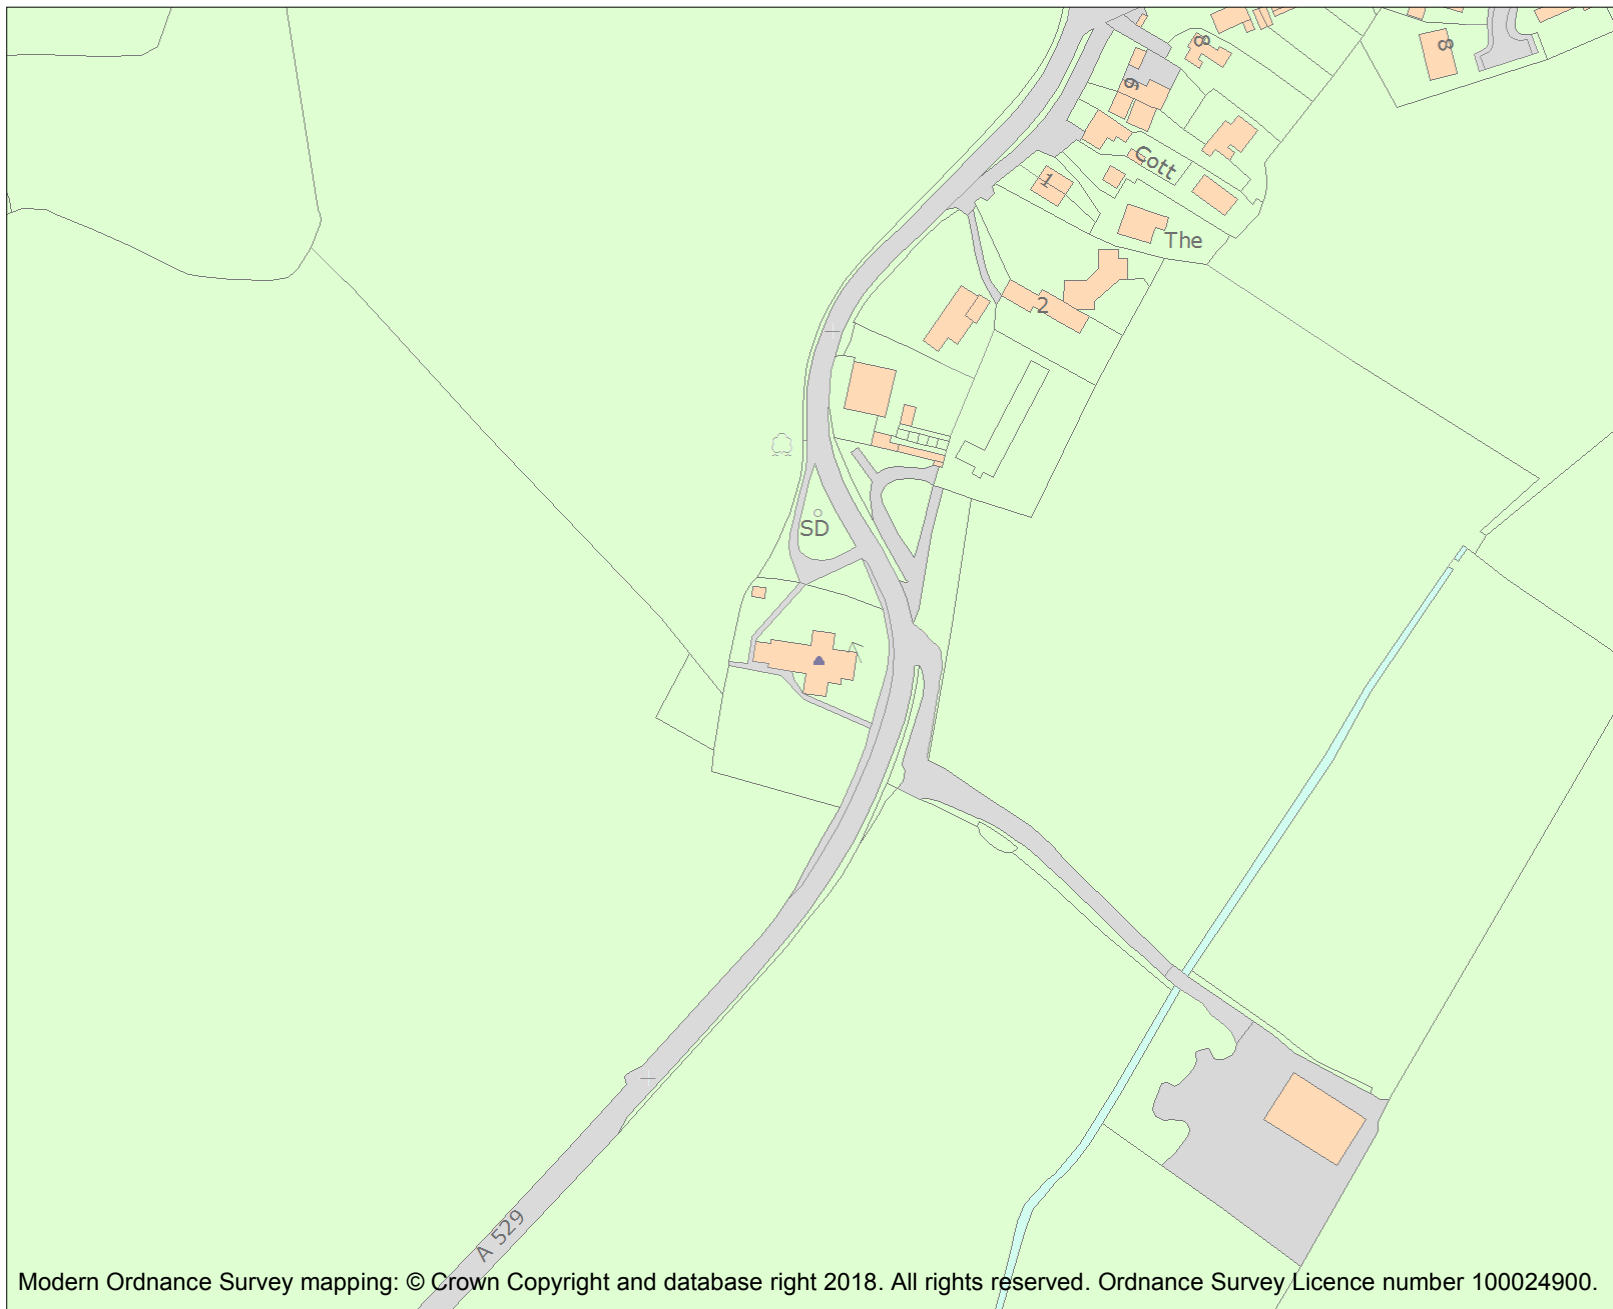 8
8
9
Cott
1
The
2
SD
A 529
Modern Ordnance Survey mapping: © Crown Copyright and database right 2018. All rights reserved. Ordnance Survey Licence number 100024900.